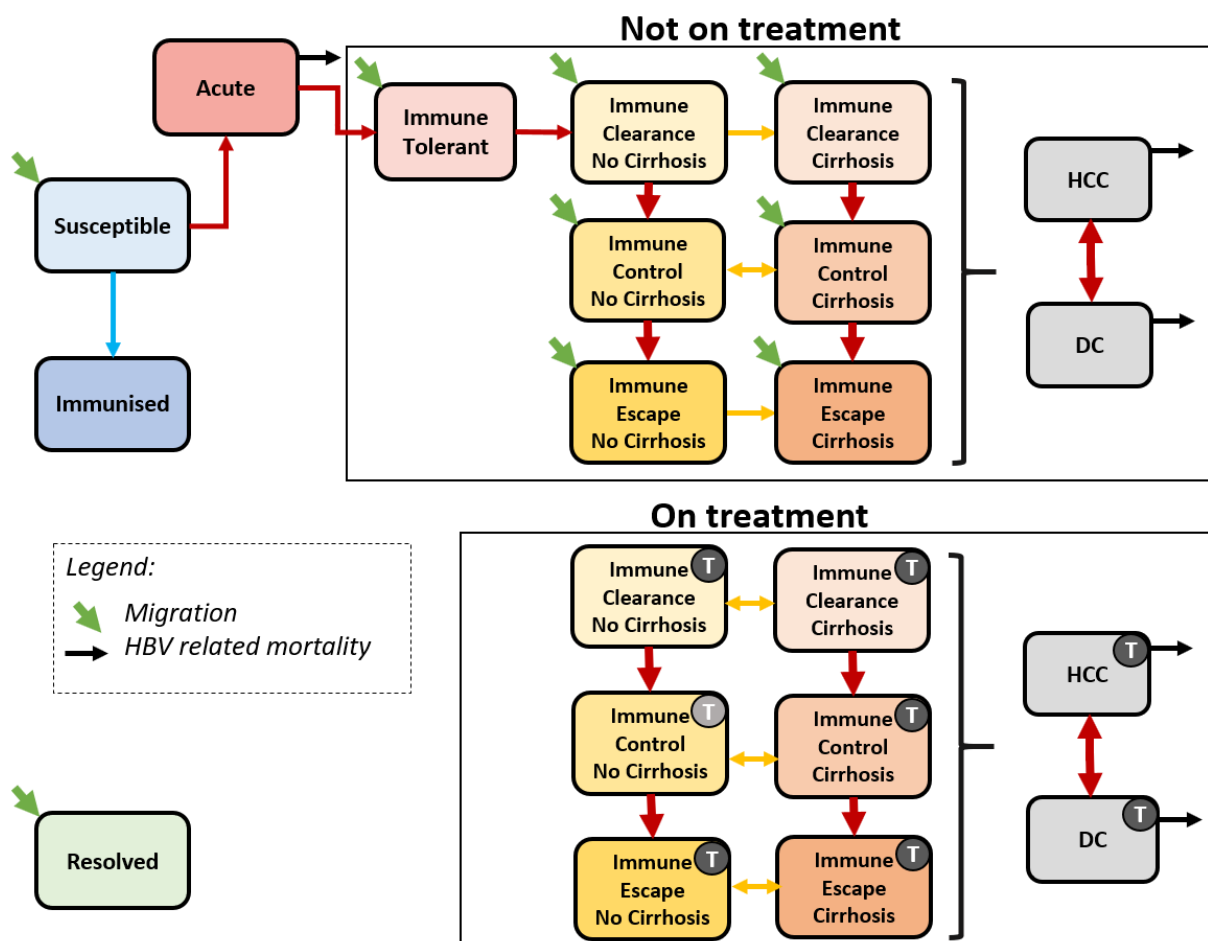 Not on treatment
Acute
Susceptible
Immunised
Immune
Tolerant
Immune
Clearance
No Cirrhosis
Immune
Clearance
Cirrhosis
Immune
Control
No Cirrhosis
Immune
Control
Cirrhosis
Immune
Escape
No Cirrhosis
Immune
Escape
Cirrhosis
HCC
DC
Legend:
Migration
HBV related mortality
Resolved
On treatment
Immune
Clearance
No Cirrhosis
T
Immune
Clearance
Cirrhosis
T
Immune
Control
No Cirrhosis
T
Immune
Control
Cirrhosis
T
Immune
Escape
No Cirrhosis
T
Immune
Escape
Cirrhosis
T
HCC
T
DC
T